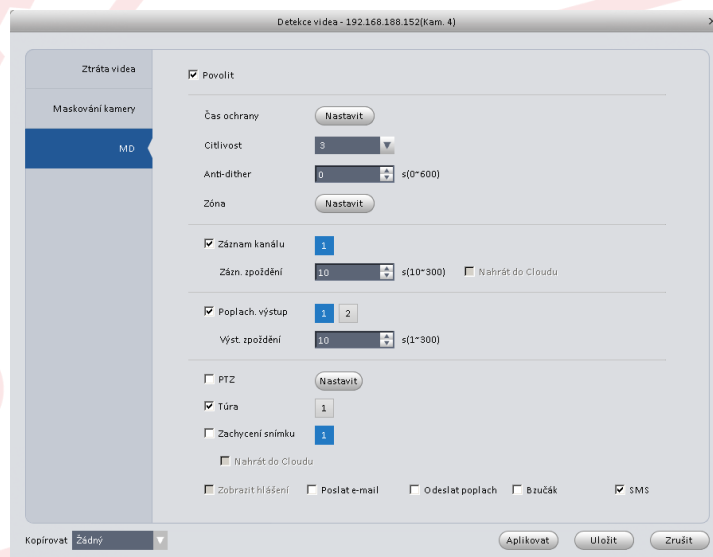 Detekce videa - 192.168.188.152(Kam. 4)
Ztráta videa
Maskování kamery
MD
Povolit
Čas ochrany Nastavit
Citlivost 3
Anti-dither 0 s(0~600)
Zóna Nastavit
Záznam kanálu 1
Zázn. zpoždění 10 s(10~300) Nahrát do Cloudu
Poplach. výstup 1 2
Výst. zpoždění 10 s(1~300)
PTZ Nastavit
Túra 1
Zachycení snímku 1
Nahrát do Cloudu
Zobrazit hlášení Poslat e-mail Odeslat poplach Bzučák SMS
Kopírovat Žádný Aplikovat Uložit Zrušit